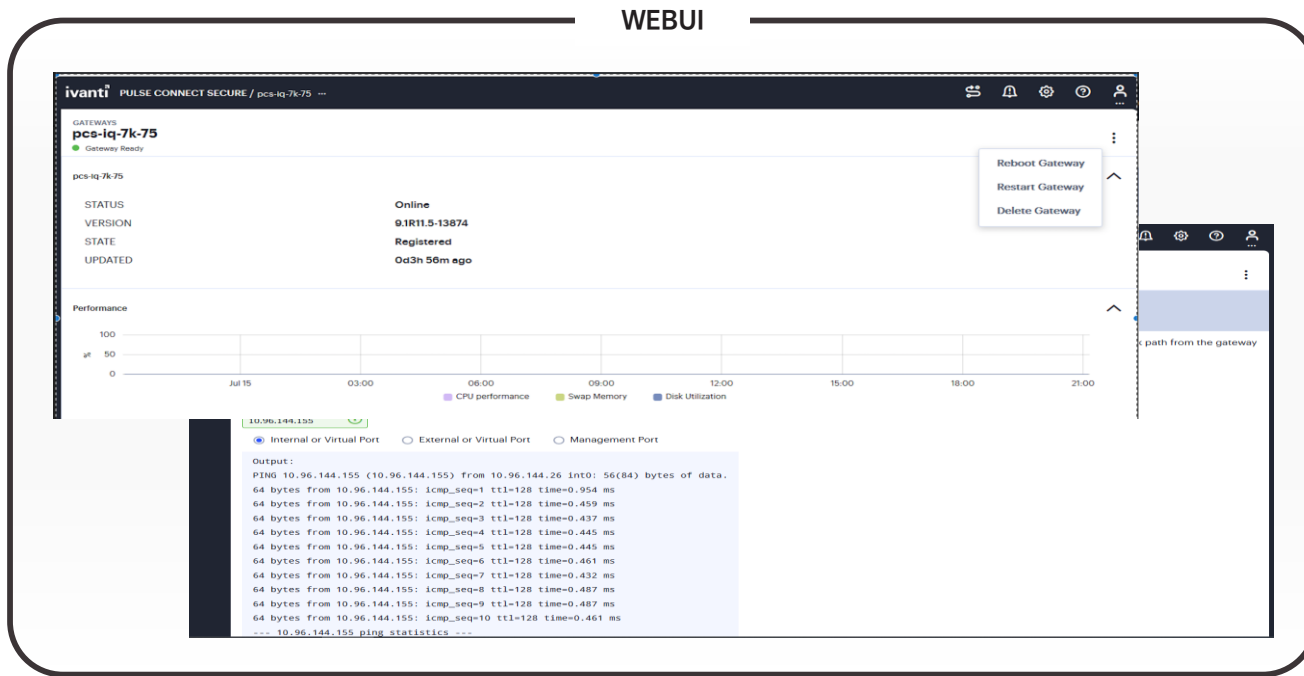 WEBUI
ivanti PULSE CONNECT SECURE / pcs-iq-7k-75 ...
GATEWAYS
pcs-iq-7k-75
Gateway Ready
Reboot Gateway
Restart Gateway
Delete Gateway
pcs-iq-7k-75
STATUS Online
VERSION 9.1R11.5-13874
STATE Registered
UPDATED 0d3h 56m ago
Performance
100
% 50
0
Jul 15 03:00 06:00 09:00 12:00 15:00 18:00 21:00
CPU performance Swap Memory Disk Utilization
path from the gateway
10.96.144.155
Internal or Virtual Port External or Virtual Port Management Port
Output:
PING 10.96.144.155 (10.96.144.155) from 10.96.144.26 int0: 56(84) bytes of data.
64 bytes from 10.96.144.155: icmp_seq=1 ttl=128 time=0.954 ms
64 bytes from 10.96.144.155: icmp_seq=2 ttl=128 time=0.459 ms
64 bytes from 10.96.144.155: icmp_seq=3 ttl=128 time=0.437 ms
64 bytes from 10.96.144.155: icmp_seq=4 ttl=128 time=0.445 ms
64 bytes from 10.96.144.155: icmp_seq=5 ttl=128 time=0.445 ms
64 bytes from 10.96.144.155: icmp_seq=6 ttl=128 time=0.461 ms
64 bytes from 10.96.144.155: icmp_seq=7 ttl=128 time=0.432 ms
64 bytes from 10.96.144.155: icmp_seq=8 ttl=128 time=0.487 ms
64 bytes from 10.96.144.155: icmp_seq=9 ttl=128 time=0.487 ms
64 bytes from 10.96.144.155: icmp_seq=10 ttl=128 time=0.461 ms
--- 10.96.144.155 ping statistics ---